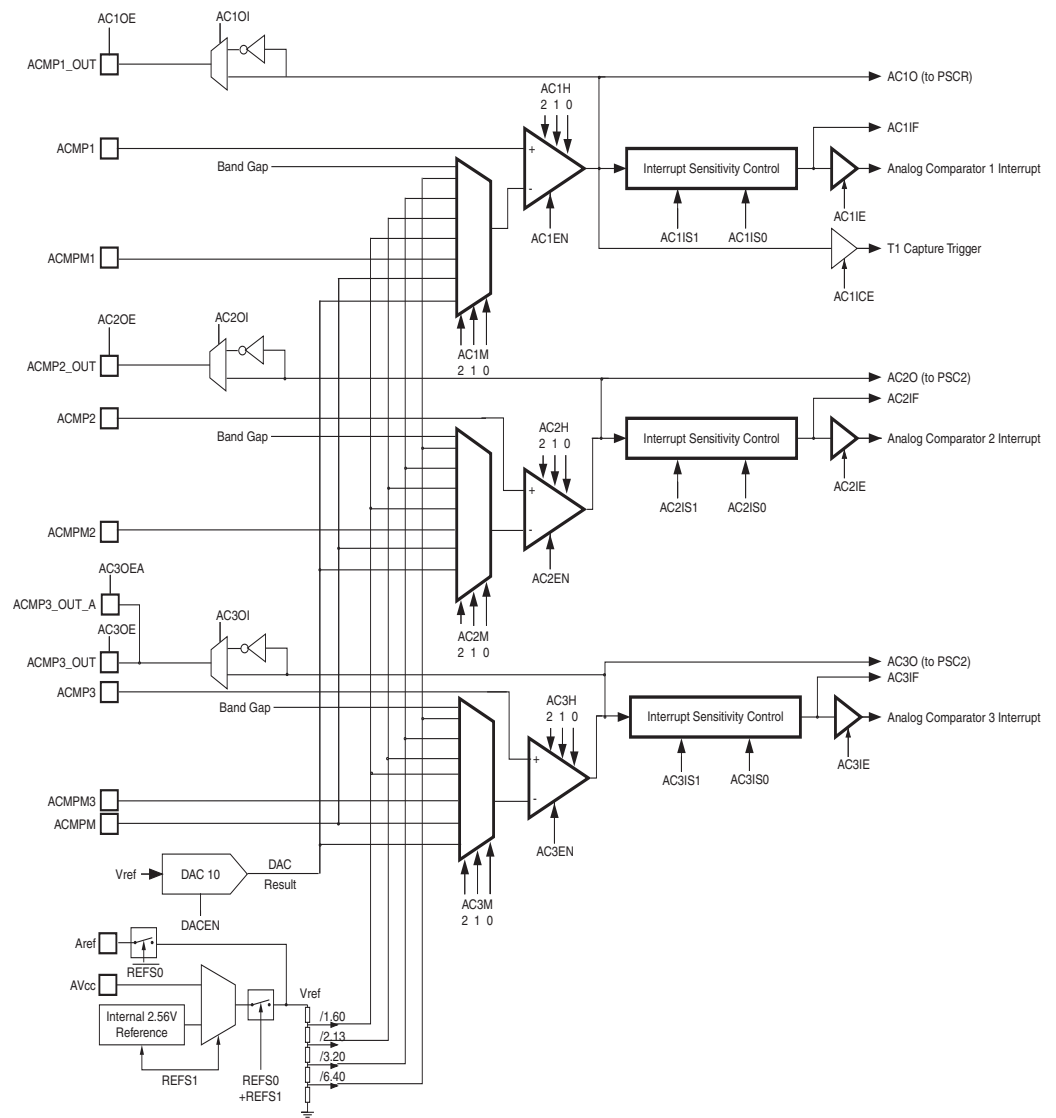 AC1OE
AC1OI
ACMP1_OUT
AC1O (to PSCR)
AC1H
2 1 0
AC1IF
ACMP1
+
Band Gap
Interrupt Sensitivity Control
Analog Comparator 1 Interrupt
-
AC1IE
AC1EN
AC1IS1
AC1IS0
T1 Capture Trigger
ACMPM1
AC1ICE
AC2OE
AC2OI
AC1M
2 1 0
ACMP2_OUT
AC2O (to PSC2)
AC2IF
ACMP2
AC2H
2 1 0
Band Gap
Interrupt Sensitivity Control
Analog Comparator 2 Interrupt
AC2IE
+
AC2IS1
AC2IS0
ACMPM2
-
AC3OEA
AC2EN
ACMP3_OUT_A
AC3OI
AC3OE
AC2M
2 1 0
ACMP3_OUT
AC3O (to PSC2)
AC3IF
ACMP3
AC3H
2 1 0
Band Gap
Interrupt Sensitivity Control
Analog Comparator 3 Interrupt
+
AC3IE
AC3IS1
AC3IS0
ACMPM3
-
ACMPM
AC3EN
Vref
DAC 10
DAC
Result
AC3M
2 1 0
DACEN
Aref
REFS0
AVcc
Vref
Internal 2.56V
Reference
/1.60
/2.13
/3.20
/6.40
REFS1
REFS0
+REFS1